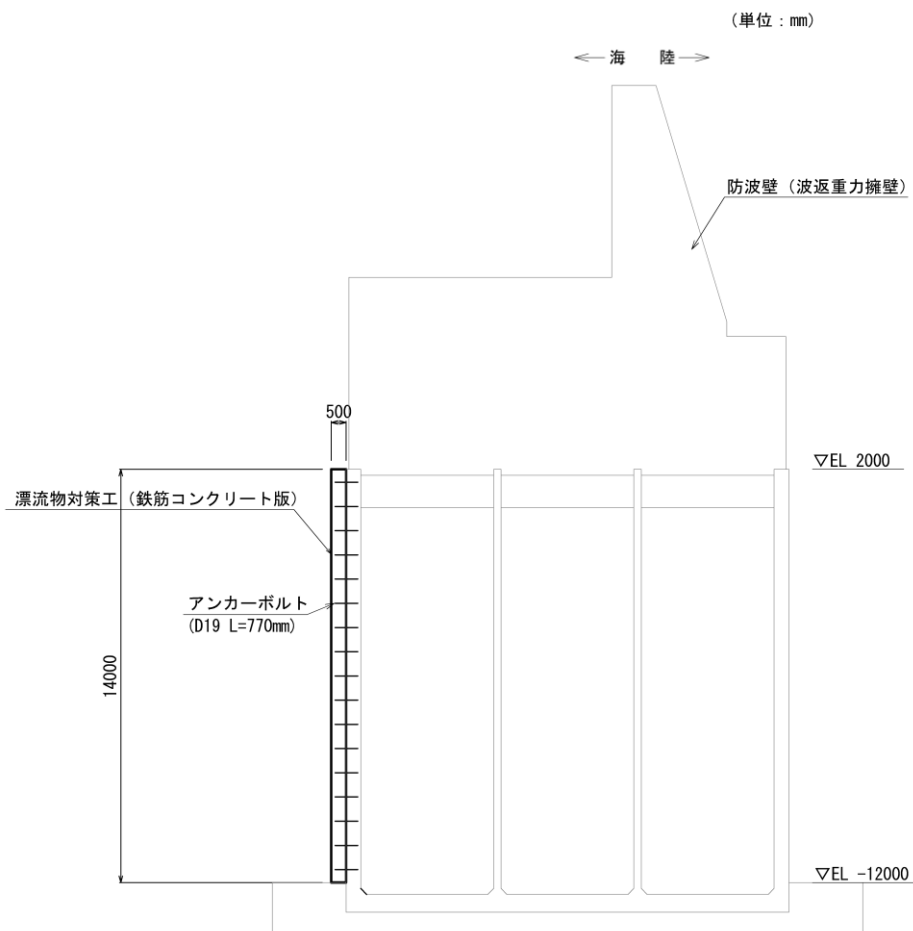 (単位：mm)
海 陸
防波壁（波返重力擁壁）
500
▽EL 2000
漂流物対策工（鉄筋コンクリート版）
アンカーボルト
(D19 L=770mm)
14000
▽EL -12000